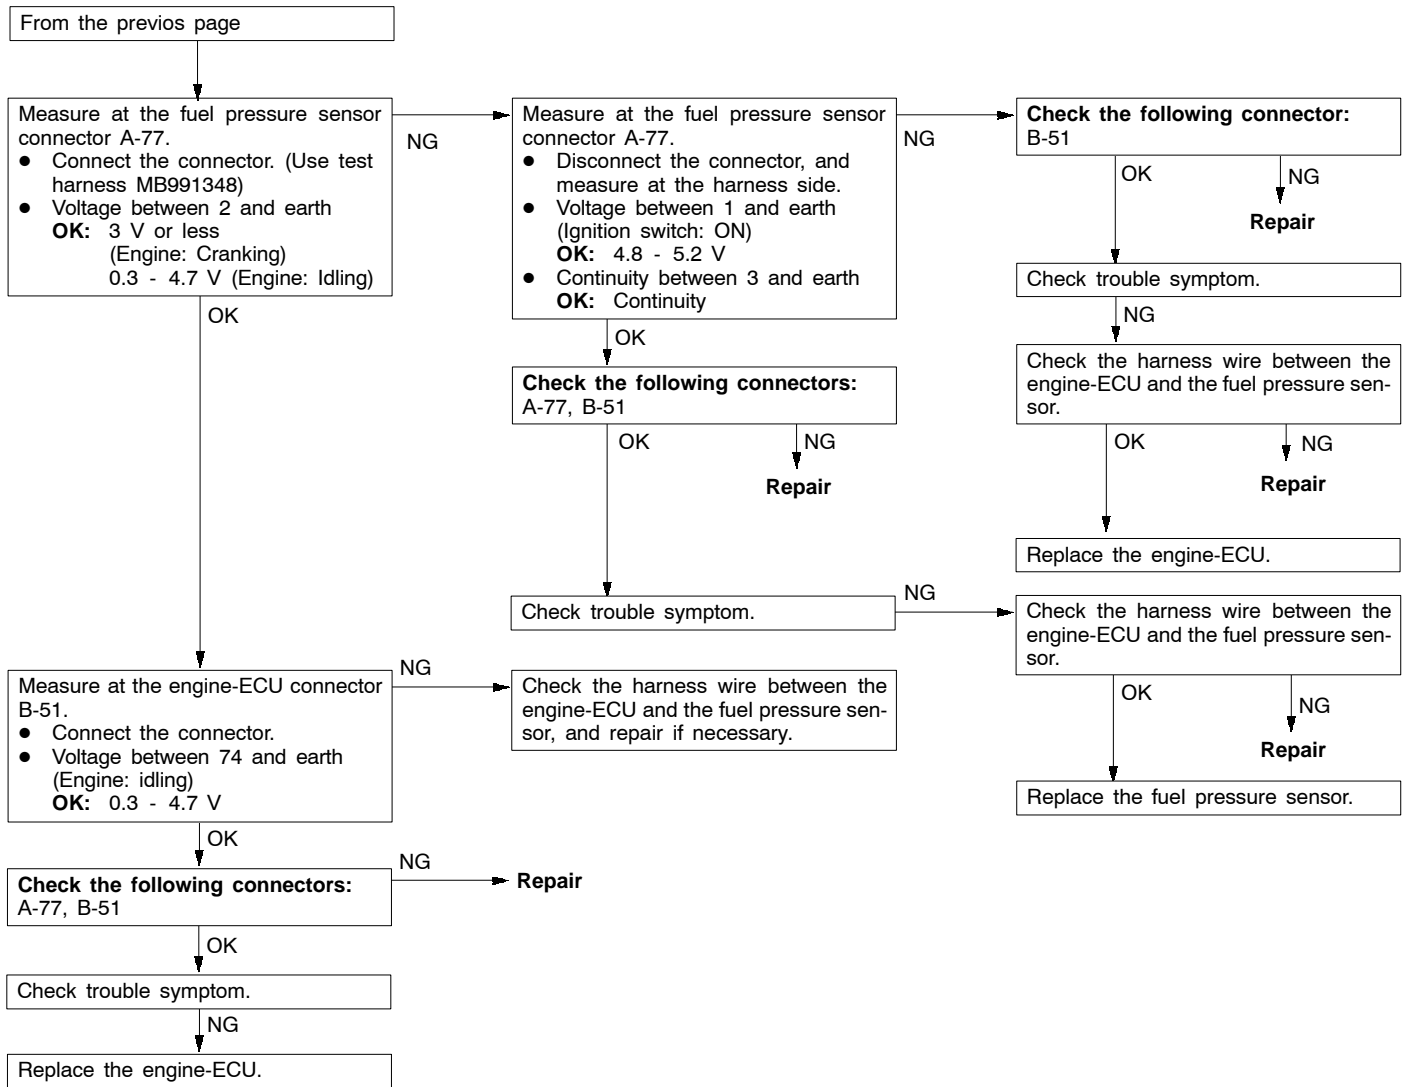 From the previos page
Measure at the fuel pressure sensor
connector A-77.
● Connect the connector. (Use test
harness MB991348)
● Voltage between 2 and earth
OK: 3 V or less
(Engine: Cranking)
0.3 - 4.7 V (Engine: Idling)
NG
OK
Measure at the fuel pressure sensor
connector A-77.
● Disconnect the connector, and
measure at the harness side.
● Voltage between 1 and earth
(Ignition switch: ON)
OK: 4.8 - 5.2 V
● Continuity between 3 and earth
OK: Continuity
NG
OK
Check the following connector:
B-51
OK
NG
Repair
Check trouble symptom.
NG
Check the harness wire between the
engine-ECU and the fuel pressure sen-
sor.
OK
NG
Repair
Replace the engine-ECU.
Check the following connectors:
A-77, B-51
OK
NG
Repair
Check trouble symptom.
NG
Check the harness wire between the
engine-ECU and the fuel pressure sen-
sor.
OK
NG
Repair
Replace the fuel pressure sensor.
Measure at the engine-ECU connector
B-51.
● Connect the connector.
● Voltage between 74 and earth
(Engine: idling)
OK: 0.3 - 4.7 V
NG
Check the harness wire between the
engine-ECU and the fuel pressure sen-
sor, and repair if necessary.
OK
Check the following connectors:
A-77, B-51
NG
Repair
OK
Check trouble symptom.
NG
Replace the engine-ECU.